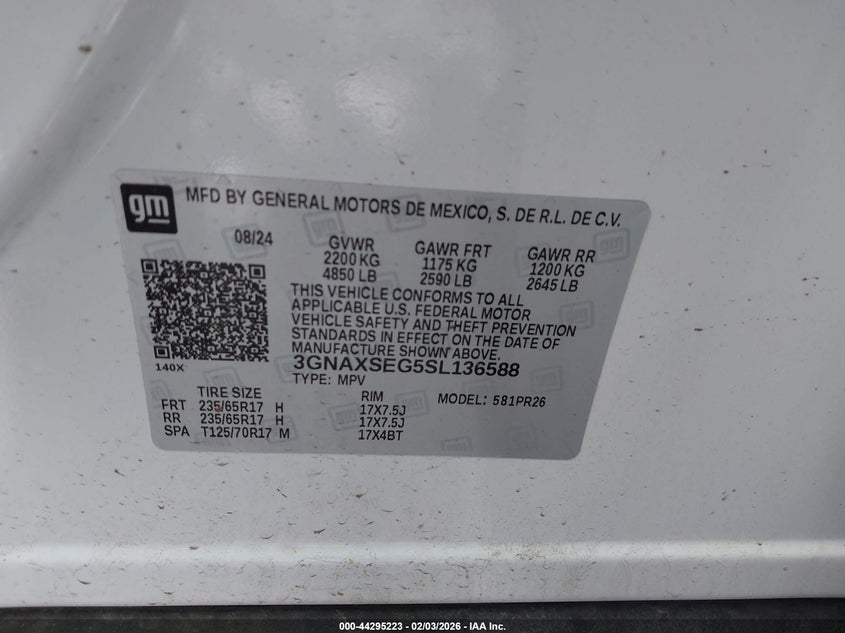 gm
MFD BY GENERAL MOTORS DE MEXICO, S. DE R.L. DE C.V.
08/24 GVWR GAWR FRT GAWR RR
2200 KG 1175 KG 1200 KG
4850 LB 2590 LB 2645 LB
THIS VEHICLE CONFORMS TO ALL
APPLICABLE U.S. FEDERAL MOTOR
VEHICLE SAFETY AND THEFT PREVENTION
STANDARDS IN EFFECT ON THE DATE OF
MANUFACTURE SHOWN ABOVE.
140X
3GNAXSEG5SL136588
TYPE: MPV
TIRE SIZE RIM MODEL: 581PR26
FRT 235/65R17 H 17X7.5J
RR 235/65R17 H 17X7.5J
SPA T125/70R17 M 17X4BT
000-44295223 - 02/03/2026 - IAA Inc.